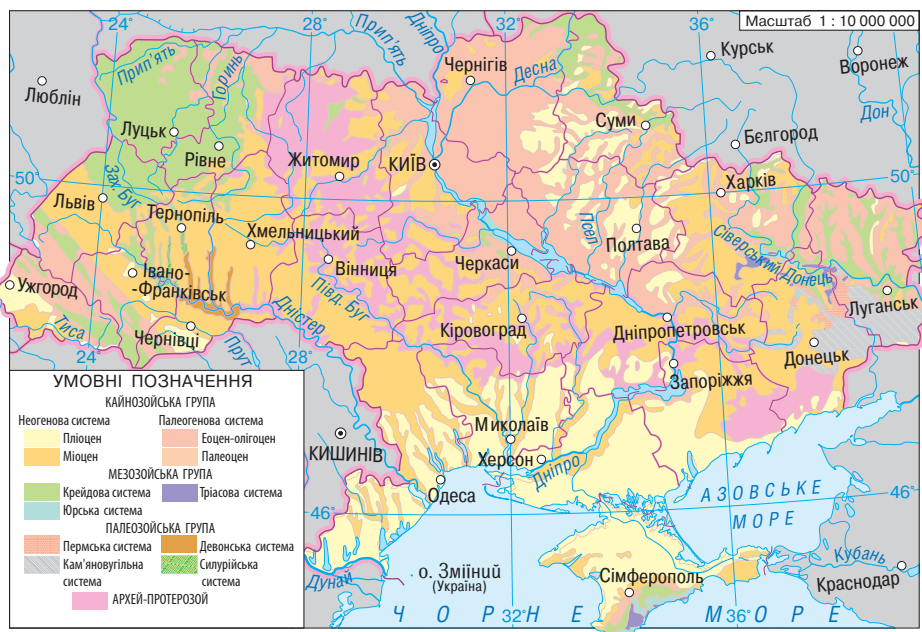 Масштаб 1 : 10 000 000
24°
28°
32°
36°
Прип'ять
Дніпро
Курськ
Воронеж
Чернігів
Десна
Прип'ять
Горинь
Люблін
Дон
Луцьк
Суми
Бєлгород
Рівне
Житомир
КИЇВ
50°
50°
Зах. Буг
Харків
Львів
Тернопіль
Хмельницький
Псел
Полтава
Сіверський Донець
Вінниця
Черкаси
Івано-
-Франківськ
Ужгород
Півд. Буг
Луганськ
Дністер
Кіровоград
Дніпропетровськ
Тиса
Чернівці
Прут
Донецьк
24°
28°
Запоріжжя
УМОВНІ ПОЗНАЧЕННЯ
КАЙНОЗОЙСЬКА ГРУПА
Неогенова система
Палеогенова система
Пліоцен
Еоцен-олігоцен
Міоцен
Палеоцен
МЕЗОЗОЙСЬКА ГРУПА
Крейдова система
Тріасова система
Юрська система
ПАЛЕОЗОЙСЬКА ГРУПА
Пермська система
Девонська система
Кам'яновугільна
система
Силурійська
система
АРХЕЙ-ПРОТЕРОЗОЙ
Миколаїв
КИШИНІВ
Херсон
Дніпро
Одеса
АЗОВСЬКЕ
МОРЕ
46°
46°
Кубань
Дунай
о. Зміїний
(Україна)
Сімферополь
Краснодар
ЧОРНЕ МОРЕ
32°
36°